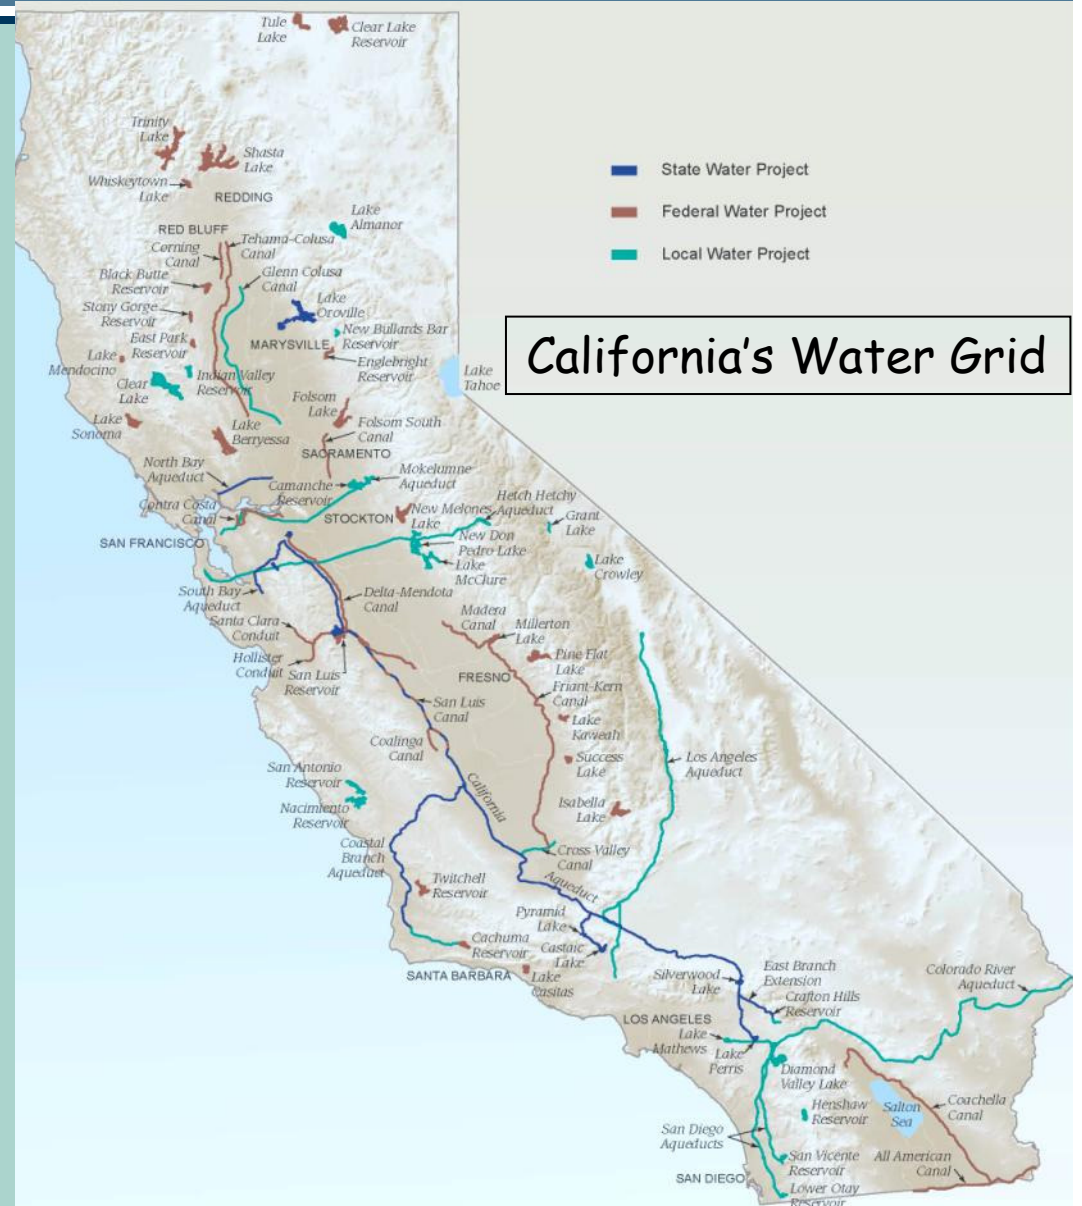 Tule
Lake
Clear Lake
Reservoir
Trinity
Lake
Shasta
Lake
Whiskeytown
Lake
REDDING
State Water Project
Federal Water Project
Local Water Project
California's Water Grid
Lake
Almanor
RED BLUFF
Tehama-Colusa
Canal
Corning
Canal
Glenn Colusa
Canal
Black Butte
Reservoir
Lake
Oroville
Stony Gorge
Reservoir
New Bullards Bar
Reservoir
East Park
Reservoir
MARYSVILLE
Englebright
Reservoir
Lake
Mendocino
Lake
Tahoe
Clear
Lake
Indian Valley
Reservoir
Folsom
Lake
Lake
Sonoma
Lake
Berryessa
Folsom South
Canal
SACRAMENTO
North Bay
Aqueduct
Camanche
Reservoir
Mokelumne
Aqueduct
Contra Costa
Canal
STOCKTON
New Melones
Lake
Hetch Hetchy
Aqueduct
Grant
Lake
SAN FRANCISCO
New Don
Pedro Lake
Lake
McClure
Lake
Crowley
South Bay
Aqueduct
Delta-Mendota
Canal
Santa Clara
Conduit
Madera
Canal
Millerton
Lake
Hollister
Conduit
San Luis
Reservoir
Pine Flat
Lake
FRESNO
Friant-Kern
Canal
San Luis
Canal
Lake
Kaweah
Coalinga
Canal
Success
Lake
Los Angeles
Aqueduct
San Antonio
Reservoir
California
Aqueduct
Isabella
Lake
Nacimiento
Reservoir
Coastal
Branch
Aqueduct
Cross Valley
Canal
Twitchell
Reservoir
Pyramid
Lake
Cachuma
Reservoir
Castaic
Lake
SANTA BARBARA
Lake
Casitas
Silverwood
Lake
East Branch
Extension
Colorado River
Aqueduct
Crafton Hills
Reservoir
LOS ANGELES
Lake
Mathews
Lake
Perris
Diamond
Valley Lake
Henshaw
Reservoir
Salton
Sea
Coachella
Canal
San Diego
Aqueducts
San Vicente
Reservoir
All American
Canal
SAN DIEGO
Lower Otay
Reservoir